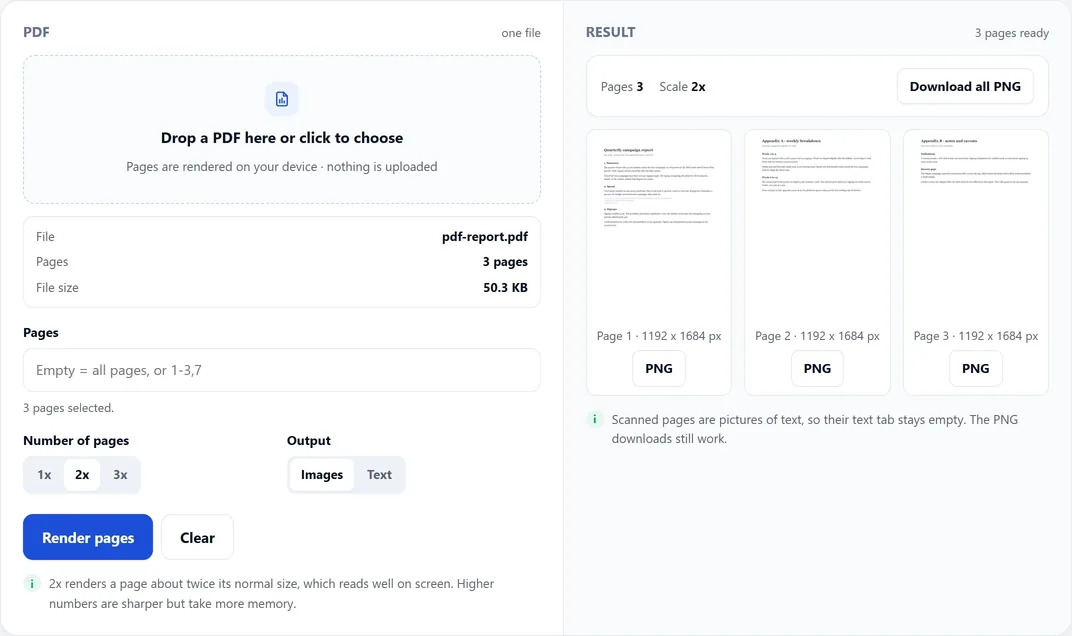 PDF
one file
Drop a PDF here or click to choose
Pages are rendered on your device · nothing is uploaded
File
pdf-report.pdf
Pages
3 pages
File size
50.3 KB
Pages
Empty = all pages, or 1-3,7
3 pages selected.
Number of pages
1x 2x 3x
Output
Images Text
Render pages
Clear
2x renders a page about twice its normal size, which reads well on screen. Higher
numbers are sharper but take more memory.
RESULT
3 pages ready
Pages 3 Scale 2x
Download all PNG
Quarterly campaign report
Page 1 · 1192 x 1684 px
PNG
Appendix A - weekly breakdown
Page 2 · 1192 x 1684 px
PNG
Appendix B - notes and caveats
Page 3 · 1192 x 1684 px
PNG
Scanned pages are pictures of text, so their text tab stays empty. The PNG
downloads still work.